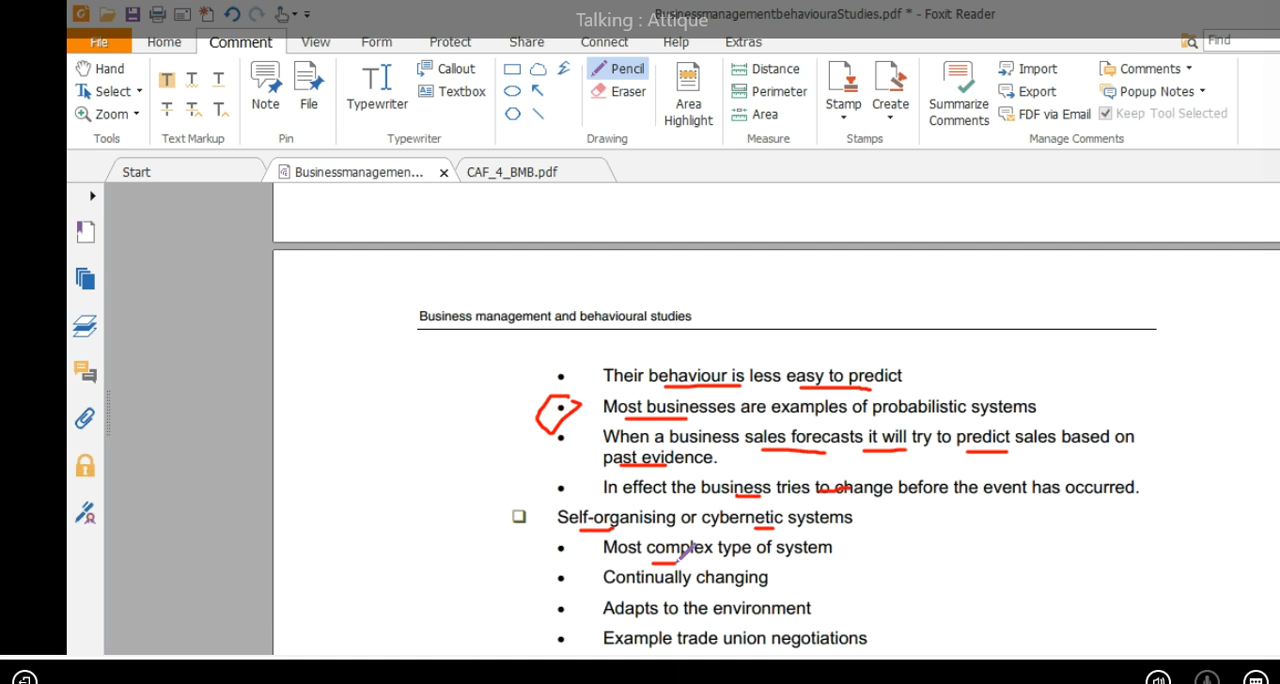 Talking : Attique
BusinessmanagementbehaviouraStudies.pdf * - Foxit Reader
File Home Comment View Form Protect Share Connect Help Extras Find
Hand
Select
Zoom
Tools
Text Markup
Note
File
Pin
Typewriter
Callout
Textbox
Typewriter
Pencil
Eraser
Area
Highlight
Drawing
Distance
Perimeter
Area
Measure
Stamp
Create
Stamps
Summarize
Comments
Import
Export
FDF via Email
Comments
Popup Notes
Keep Tool Selected
Manage Comments
Start Businessmanagemen... CAF_4_BMB.pdf
Business management and behavioural studies
• Their behaviour is less easy to predict
• Most businesses are examples of probabilistic systems
• When a business sales forecasts it will try to predict sales based on
past evidence.
• In effect the business tries to change before the event has occurred.
❑ Self-organising or cybernetic systems
• Most complex type of system
• Continually changing
• Adapts to the environment
• Example trade union negotiations